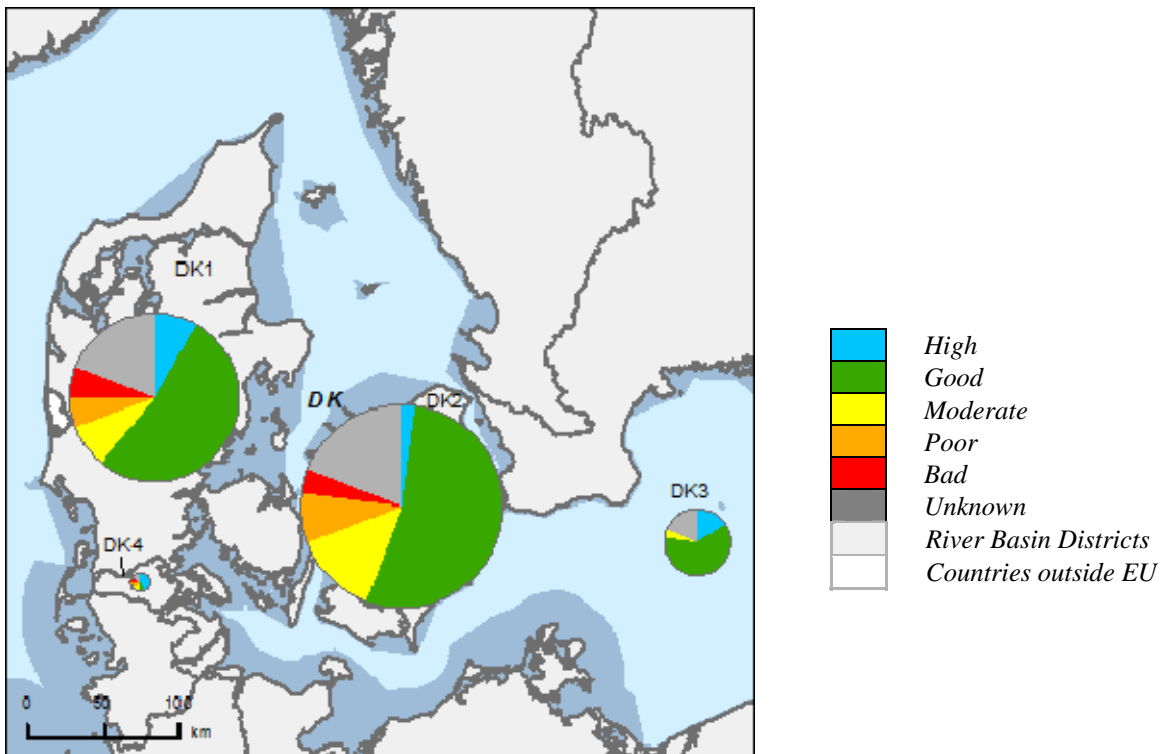 DK1
DK
DK2
DK3
DK4
0 50 100
km
High
Good
Moderate
Poor
Bad
Unknown
River Basin Districts
Countries outside EU